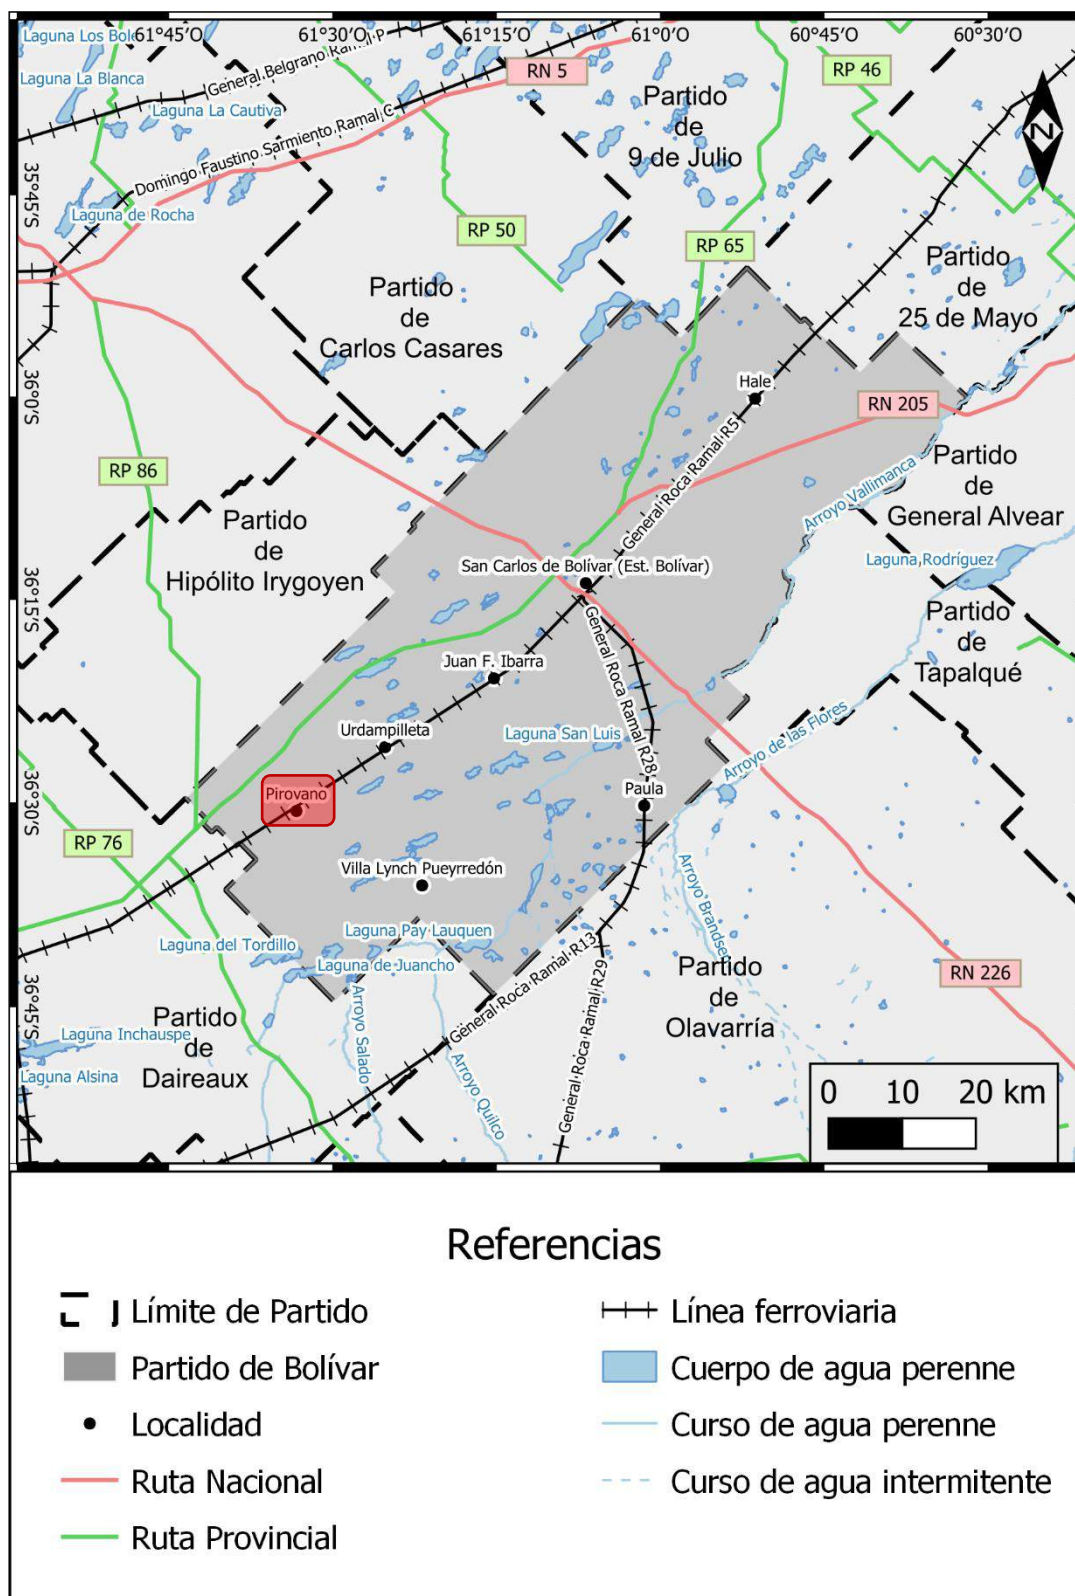 61°45'O
61°30'O
61°15'O
61°0'O
60°45'O
60°30'O
Laguna Los Bole
Laguna La Blanca
Laguna La Cautiva
General Belgrano Ramal P
Domingo Faustino Sarmiento Ramal C
RN 5
RP 46
Partido
de
9 de Julio
N
35°45'S
Laguna de Rocha
RP 50
RP 65
Partido
de
25 de Mayo
Partido
de
Carlos Casares
36°0'S
Hale
RN 205
General Roca Ramal R5
RP 86
Arroyo Vallimanca
Partido
de
General Alvear
Partido
de
Hipólito Irygoyen
San Carlos de Bolívar (Est. Bolívar)
Laguna Rodríguez
36°15'S
Partido
de
Tapalqué
General Roca Ramal R28
Juan F. Ibarra
Urdampilleta
Laguna San Luis
Arroyo de las Flores
Pirovano
Paula
36°30'S
RP 76
Villa Lynch Pueyrredón
Arroyo Brandsen
Laguna Pay Lauquen
Laguna del Tordillo
Laguna de Juancho
General Roca Ramal R13
General Roca Ramal R29
Partido
de
Olavarría
RN 226
36°45'S
Partido
de
Daireaux
Laguna Inchauspe
Laguna Alsina
Arroyo Salado
Arroyo Quilco
0 10 20 km
Referencias
Límite de Partido
Línea ferroviaria
Partido de Bolívar
Cuerpo de agua perenne
Localidad
Curso de agua perenne
Ruta Nacional
Curso de agua intermitente
Ruta Provincial